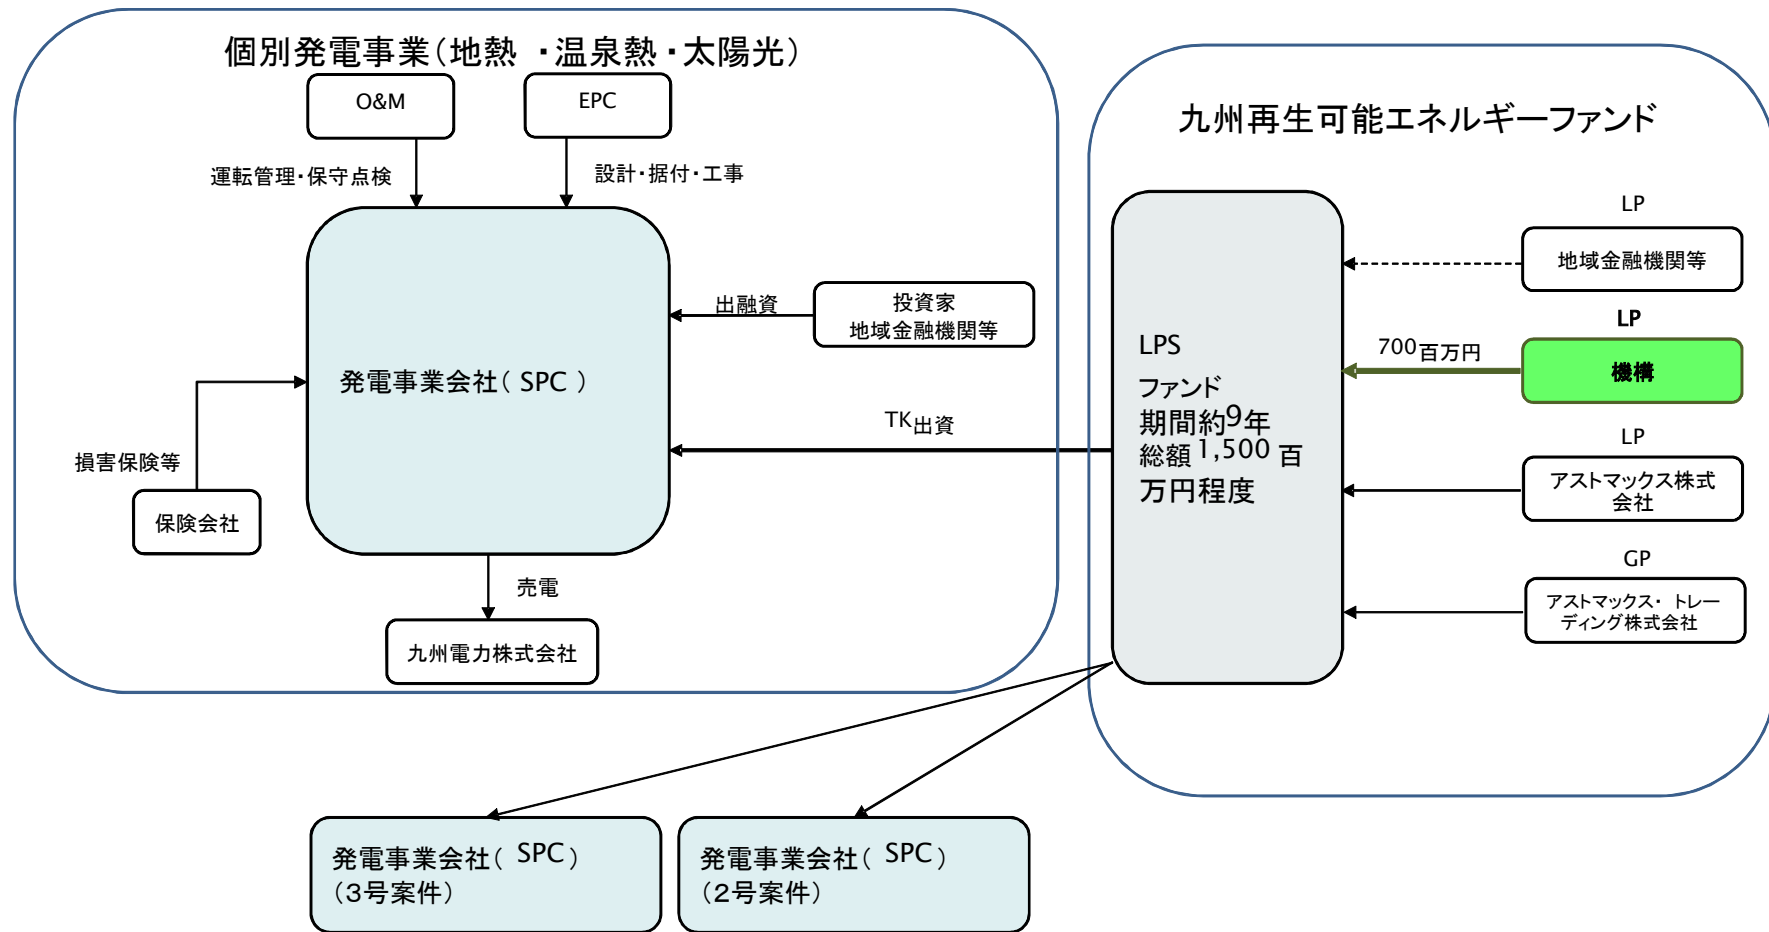 個別発電事業(地熱 ・温泉熱・太陽光)
O&M
EPC
運転管理・保守点検
設計・据付・工事
発電事業会社( SPC )
出融資
投資家
地域金融機関等
TK出資
損害保険等
保険会社
売電
九州電力株式会社
九州再生可能エネルギーファンド
LPS
ファンド
期間約9年
総額1,500 百
万円程度
LP
地域金融機関等
LP
700百万円
機構
LP
アストマックス株式
会社
GP
アストマックス・ トレー
ディング株式会社
発電事業会社( SPC )
(3号案件)
発電事業会社( SPC )
(2号案件)